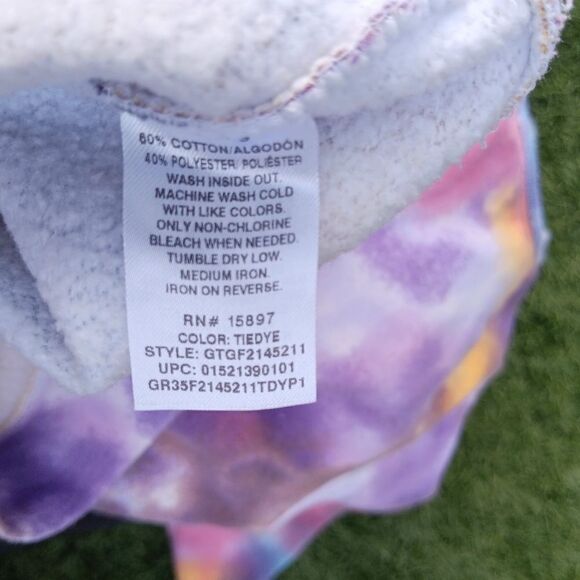 60% COTTON/ALGODÓN
40% POLYESTER POLIÉSTER
WASH INSIDE OUT.
MACHINE WASH COLD
WITH LIKE COLORS.
ONLY NON-CHLORINE
BLEACH WHEN NEEDED.
TUMBLE DRY LOW.
MEDIUM IRON.
IRON ON REVERSE.
RN# 15897
COLOR: TIEDYE
STYLE: GTGF2145211
UPC: 01521390101
GR35F2145211TDYP1